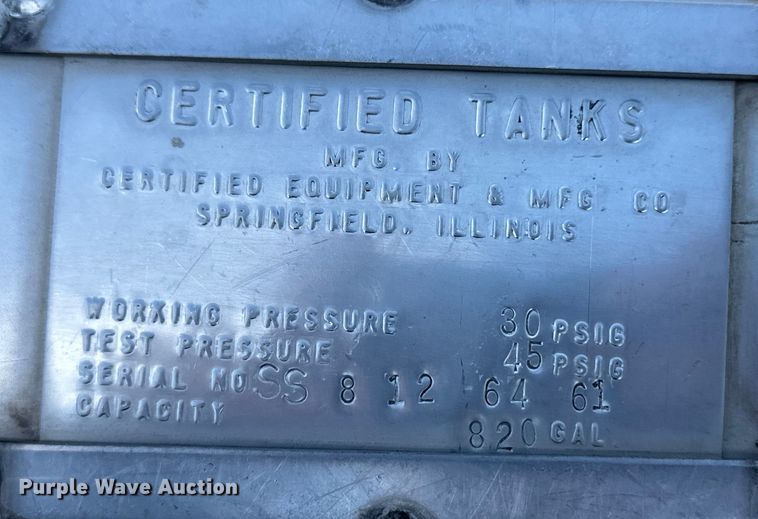 CERTIFIED TANKS
MFG. BY
CERTIFIED EQUIPMENT & MFG. CO.
SPRINGFIELD, ILLINOIS
WORKING PRESSURE 30 PSIG
TEST PRESSURE 45 PSIG
SERIAL NO SS 8 12 64 61
CAPACITY 820 GAL.
Purple Wave Auction